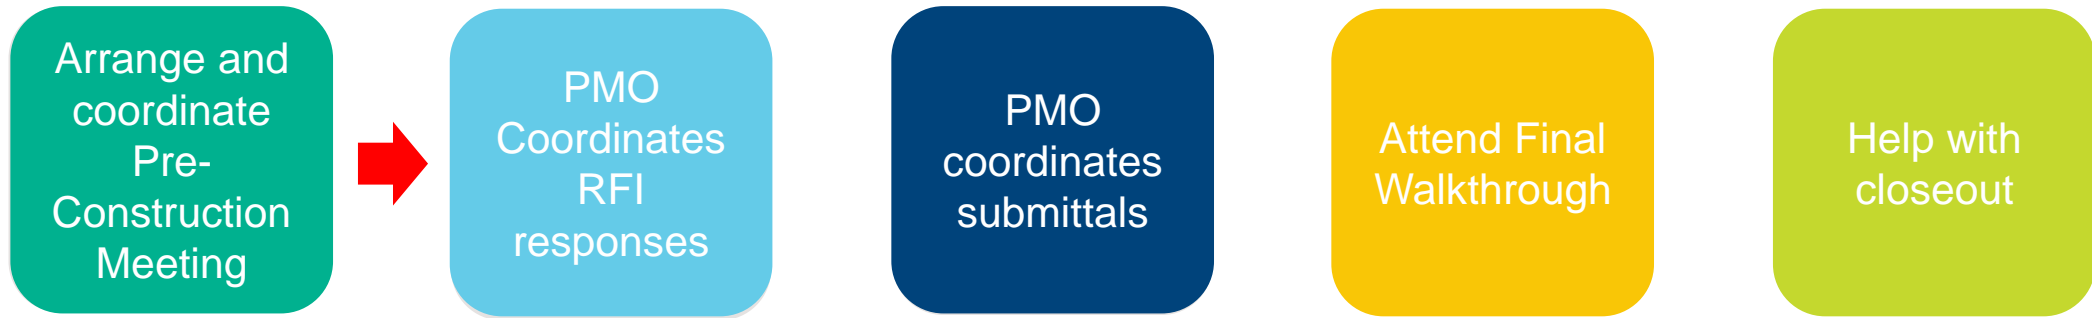 Arrange and
coordinate
Pre-
Construction
Meeting
PMO
Coordinates
RFI
responses
PMO
coordinates
submittals
Attend Final
Walkthrough
Help with
closeout